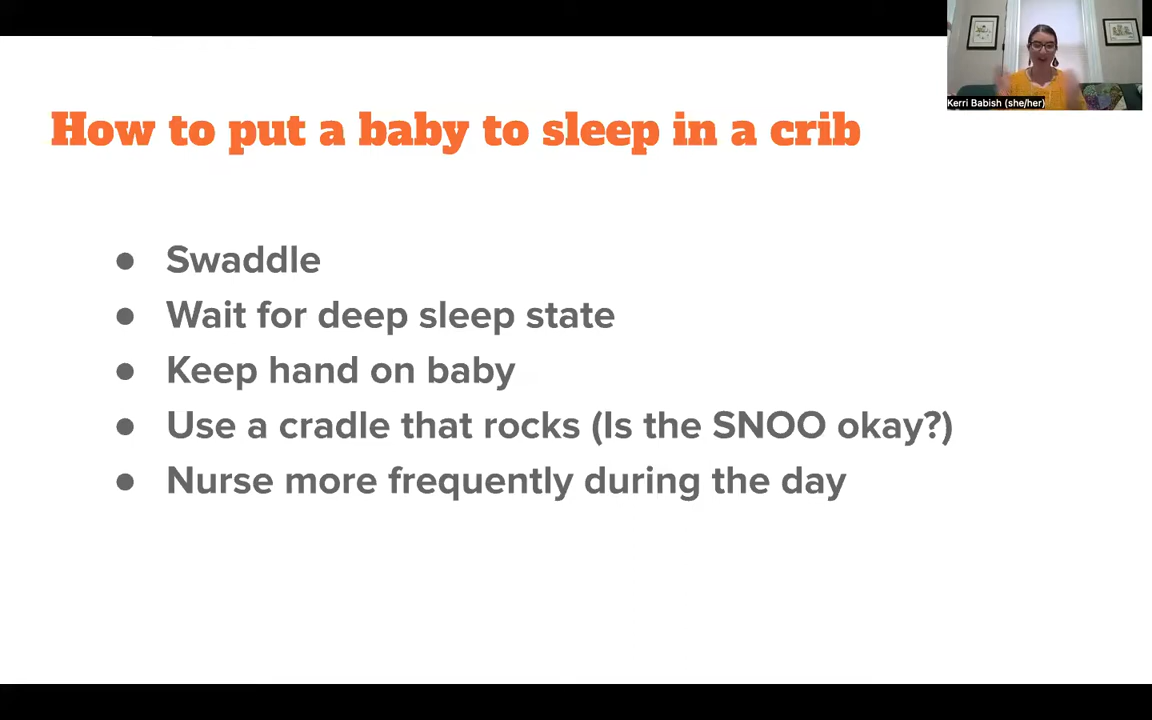 Kerri Babish (she/her)
How to put a baby to sleep in a crib
● Swaddle
● Wait for deep sleep state
● Keep hand on baby
● Use a cradle that rocks (Is the SNOO okay?)
● Nurse more frequently during the day